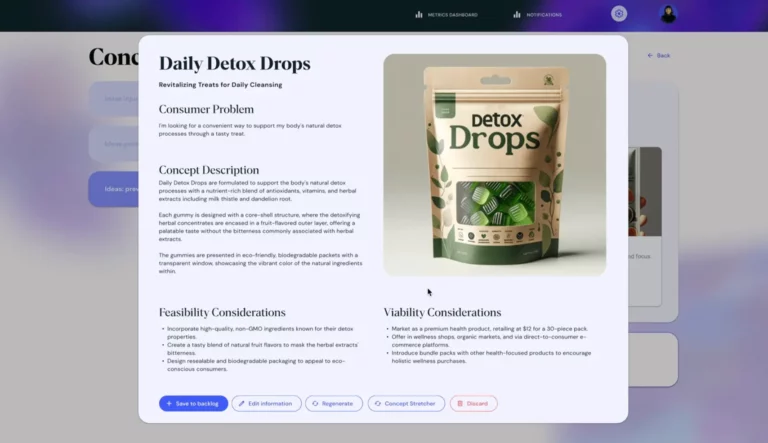 METRICS DASHBOARD
NOTIFICATIONS
Conc
Back
Daily Detox Drops
Revitalizing Treats for Daily Cleansing
Consumer Problem
I'm looking for a convenient way to support my body's natural detox
processes through a tasty treat.
Concept Description
Daily Detox Drops are formulated to support the body's natural detox
processes with a nutrient-rich blend of antioxidants, vitamins, and herbal
extracts including milk thistle and dandelion root.
Each gummy is designed with a core-shell structure, where the detoxifying
herbal concentrates are encased in a fruit-flavored outer layer, offering a
palatable taste without the bitterness commonly associated with herbal
extracts.
The gummies are presented in eco-friendly, biodegradable packets with a
transparent window, showcasing the vibrant color of the natural ingredients
within.
Detox
Drops
Ideas: prev
d focus
Feasibility Considerations
• Incorporate high-quality, non-GMO ingredients known for their detox
properties.
• Create a tasty blend of natural fruit flavors to mask the herbal extracts'
bitterness.
• Design resealable and biodegradable packaging to appeal to eco-
conscious consumers.
Viability Considerations
• Market as a premium health product, retailing at $12 for a 30-piece pack.
• Offer in wellness shops, organic markets, and via direct-to-consumer e-
commerce platforms.
• Introduce bundle packs with other health-focused products to encourage
holistic wellness purchases.
Save to backlog
Edit information
Regenerate
Concept Stretcher
Discard